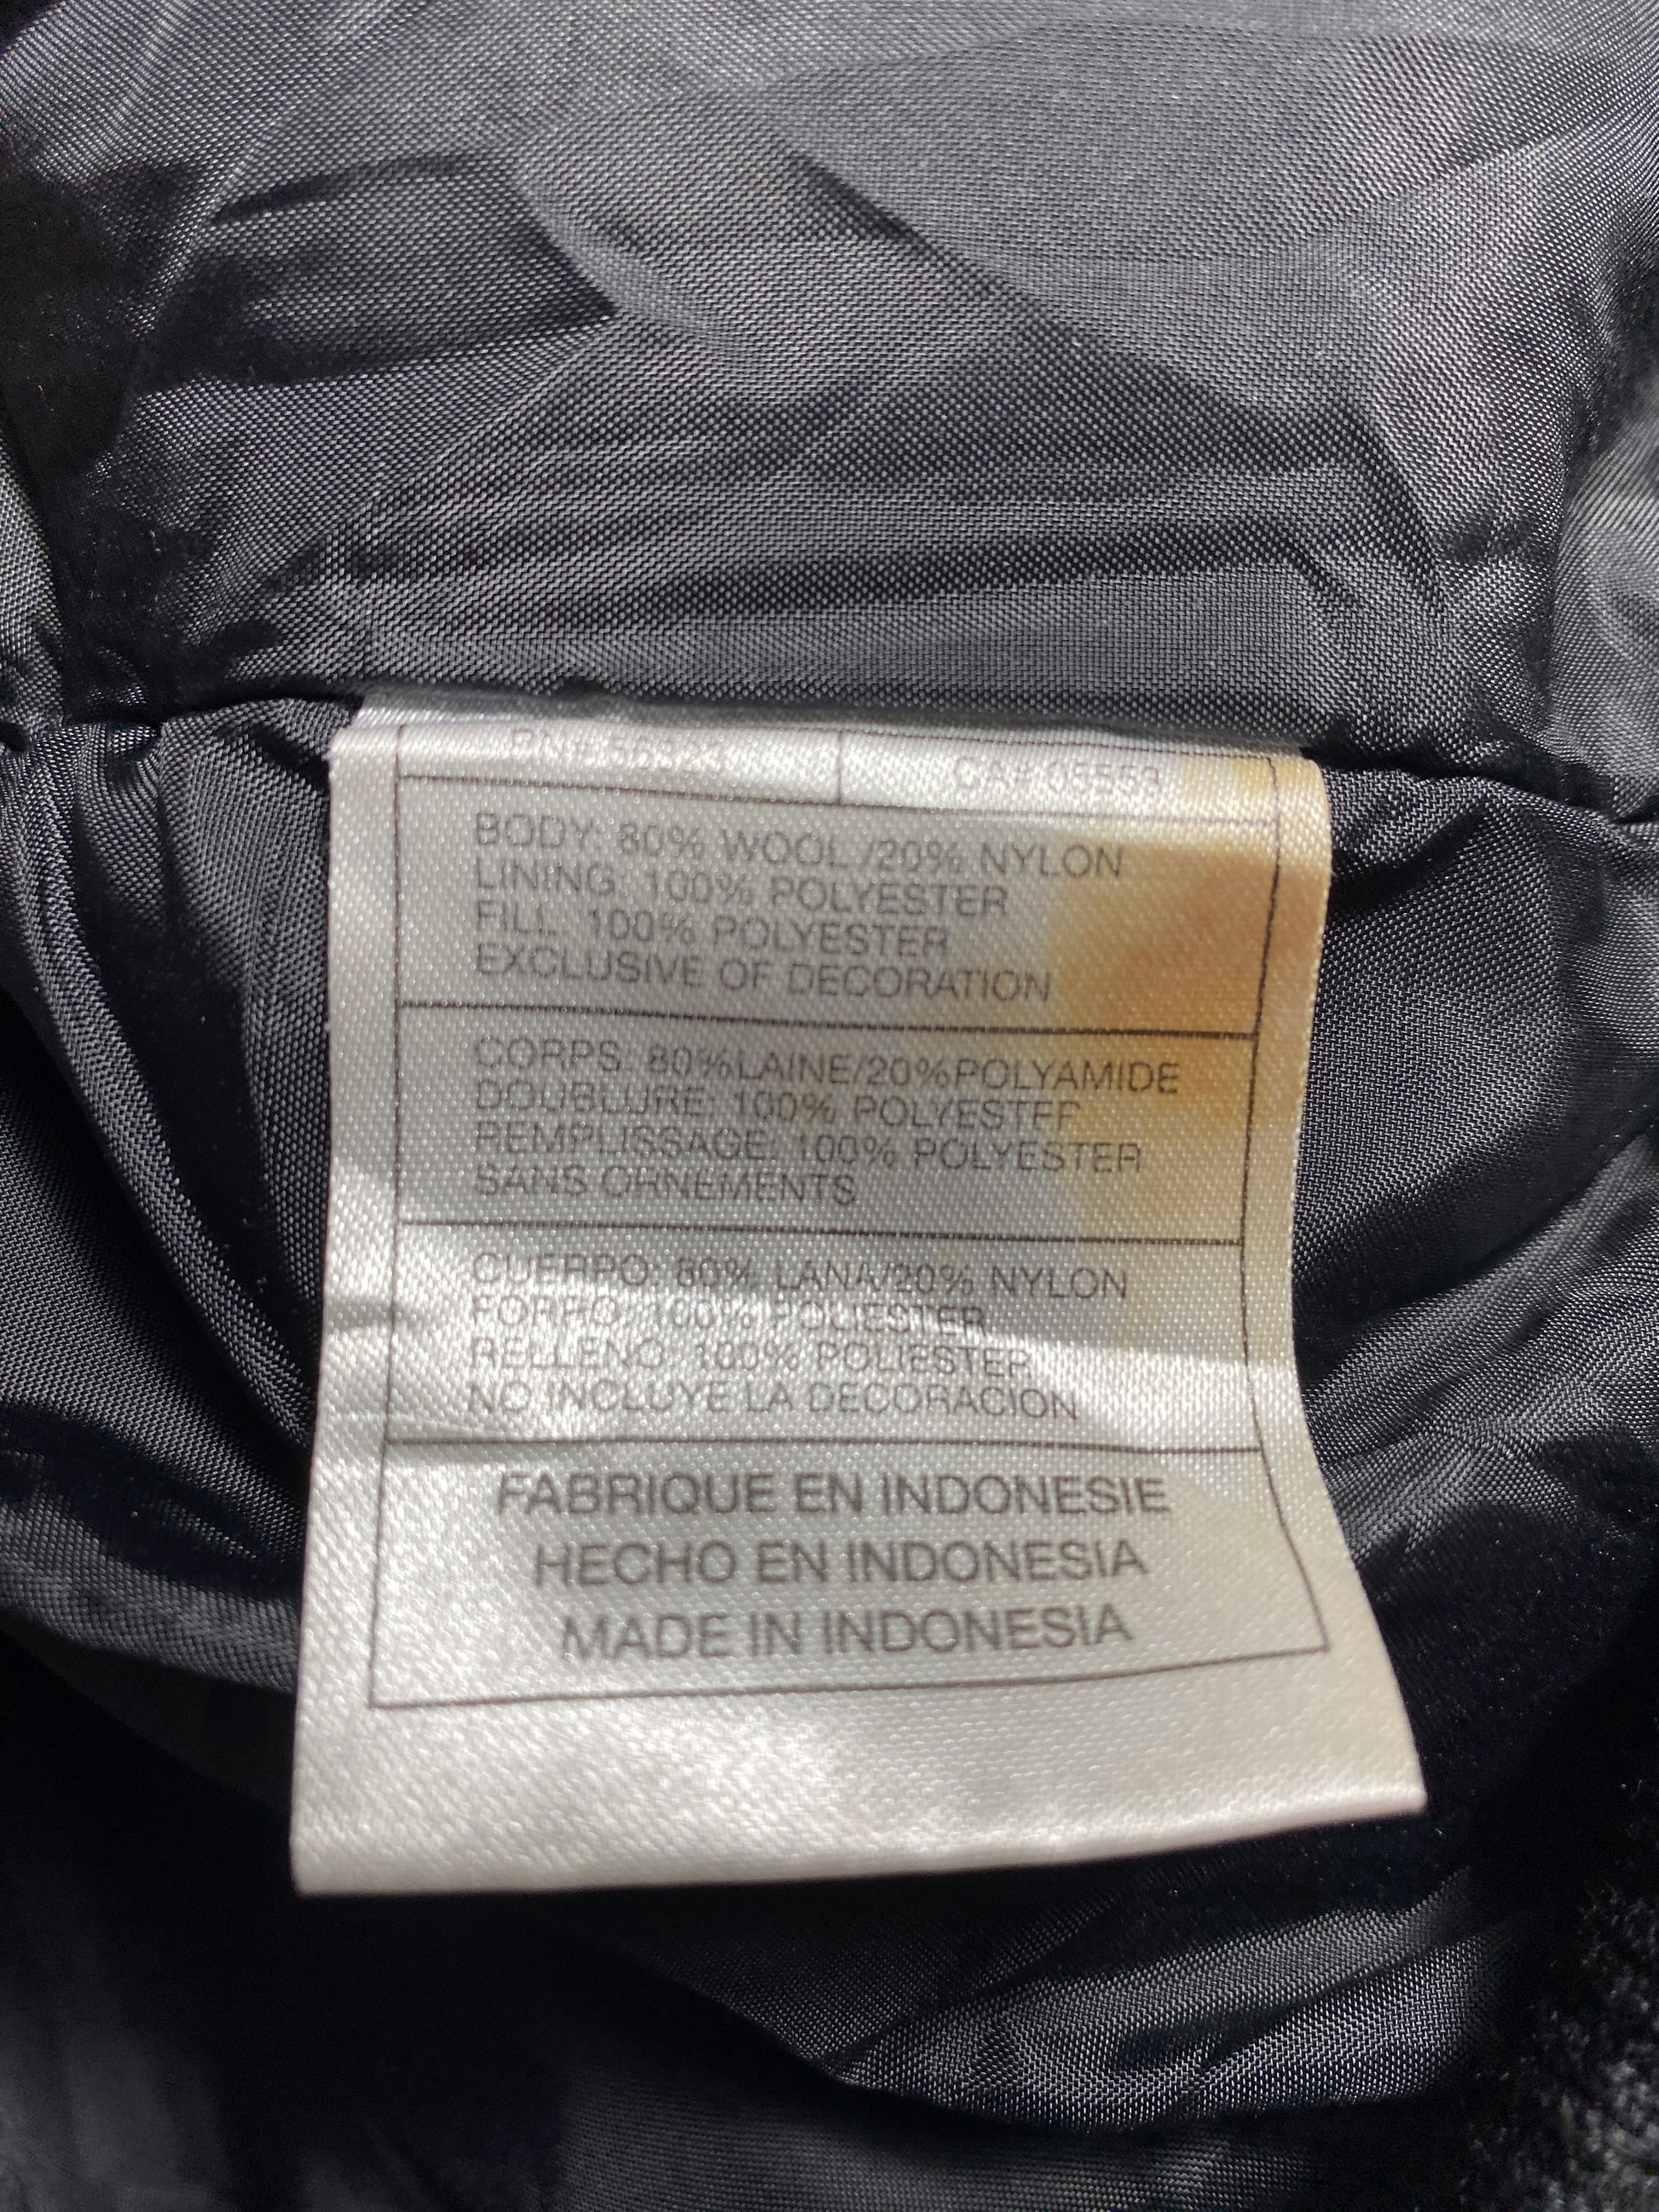 CA# 08559
BODY: 80% WOOL/20% NYLON
LINING: 100% POLYESTER
FILL: 100% POLYESTER
EXCLUSIVE OF DECORATION
CORPS: 80%LAINE/20%POLYAMIDE
DOUBLURE: 100% POLYESTER
REMPLISSAGE: 100% POLYESTER
SANS ORNEMENTS
CUERPO: 80% LANA/20% NYLON
FORRO: 100% POLIESTER
RELLENO: 100% POLIESTER
NO INCLUYE LA DECORACION
FABRIQUE EN INDONESIE
HECHO EN INDONESIA
MADE IN INDONESIA